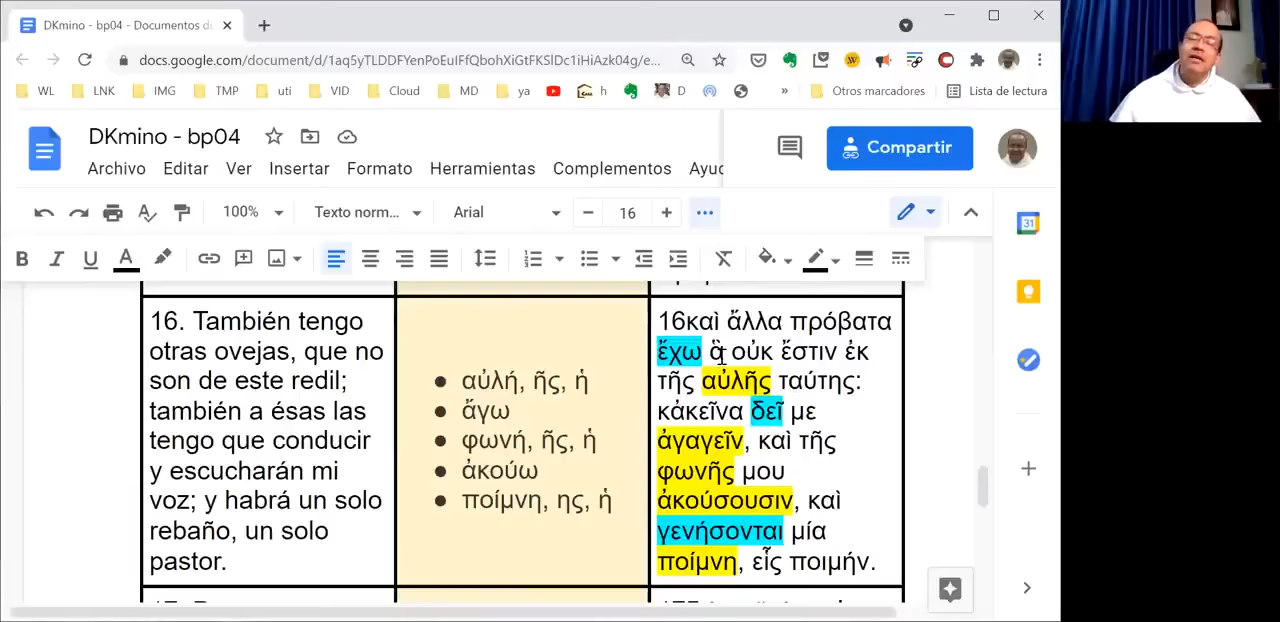 DKmino - bp04 - Documentos d
docs.google.com/document/d/1aq5yTLDDFYenPoEuIFfQbohXiGtFKSlDc1iHiAzk04g/e...
WL LNK IMG TMP uti VID Cloud MD ya h D » Otros marcadores Lista de lectura
DKmino - bp04
Archivo Editar Ver Insertar Formato Herramientas Complementos Ayuc
Compartir
100% Texto norm... Arial 16
B I U A
31
16. También tengo
otras ovejas, que no
son de este redil;
también a ésas las
tengo que conducir
y escucharán mi
voz; y habrá un solo
rebaño, un solo
pastor.
● αὐλή, ῆς, ἡ
● ἄγω
● φωνή, ῆς, ἡ
● ἀκούω
● ποίμνη, ης, ἡ
16καὶ ἄλλα πρόβατα
ἔχω ἃ οὐκ ἔστιν ἐκ
τῆς αὐλῆς ταύτης:
κἀκεῖνα δεῖ με
ἀγαγεῖν, καὶ τῆς
φωνῆς μου
ἀκούσουσιν, καὶ
γενήσονται μία
ποίμνη, εἷς ποιμήν.